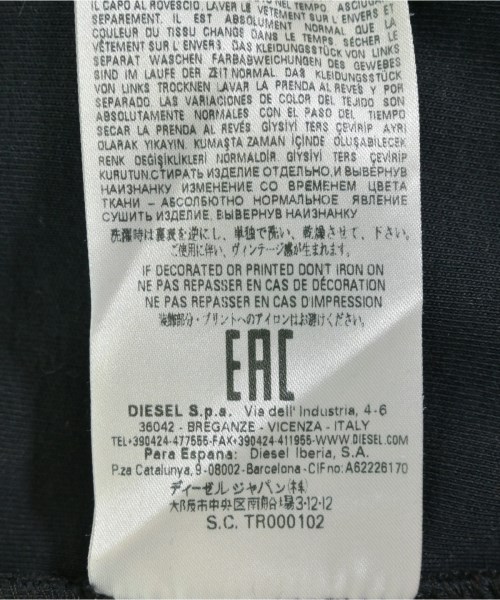 IL CAPO AL ROVESCIO. LAVER LE VÊTEMENT SUR L'ENVERS ET
SEPAREMENT. IL EST ABSOLUMENT NORMAL QUE LA
COULEUR DU TISSU CHANGE DANS LE TEMPS SÉCHER LE
VÊTEMENT SUR L'ENVERS. DAS KLEIDUNGSSTÜCK VON LINKS
SEPARAT WASCHEN FARBABWEICHUNGEN DES GEWEBES
SIND IM LAUFE DER ZEIT NORMAL. DAS KLEIDUNGSSTÜCK
VON LINKS TROCKNEN LAVAR LA PRENDA AL REVÉS Y POR
SEPARADO. LAS VARIACIONES DE COLOR DEL TEJIDO SON
ABSOLUTAMENTE NORMALES CON EL PASO DEL TIEMPO
SECAR LA PRENDA AL REVÉS GİYSİYİ TERS ÇEVİRİP AYRI
OLARAK YIKAYIN. KUMAŞTA ZAMAN İÇİNDE OLUŞABİLECEK
RENK DEĞİŞİKLİKLERİ NORMALDİR. GİYSİYİ TERS ÇEVİRİP
KURUTUN. СТИРАТЬ ИЗДЕЛИЕ ОТДЕЛЬНО, И ВЫВЕРНУВ
НАИЗНАНКУ ИЗМЕНЕНИЕ СО ВРЕМЕНЕМ ЦВЕТА
ТКАНИ – АБСОЛЮТНО НОРМАЛЬНОЕ ЯВЛЕНИЕ
СУШИТЬ ИЗДЕЛИЕ, ВЫВЕРНУВ НАИЗНАНКУ
洗濯時は裏表を逆にし、単独で洗い、乾燥させて、下さい。
ご使用に伴い、ヴィンテージ感が生まれます。
IF DECORATED OR PRINTED DON'T IRON ON
NE PAS REPASSER EN CAS DE DÉCORATION
NE PAS REPASSER EN CAS D'IMPRESSION
装飾部分・プリントへのアイロンはお避けください。
EAC
DIESEL S.p.a. Via dell' Industria, 4-6
36042 - BREGANZE - VICENZA - ITALY
TEL+390424-477555-FAX+390424-411955-WWW.DIESEL.COM
Para Espana: Diesel Iberia, S.A.
P.za Catalunya, 9 -08002-Barcelona-CIF no: A62226170
ディーゼル ジャパン(株)
大阪市中央区南船場3-12-12
S.C. TR000102